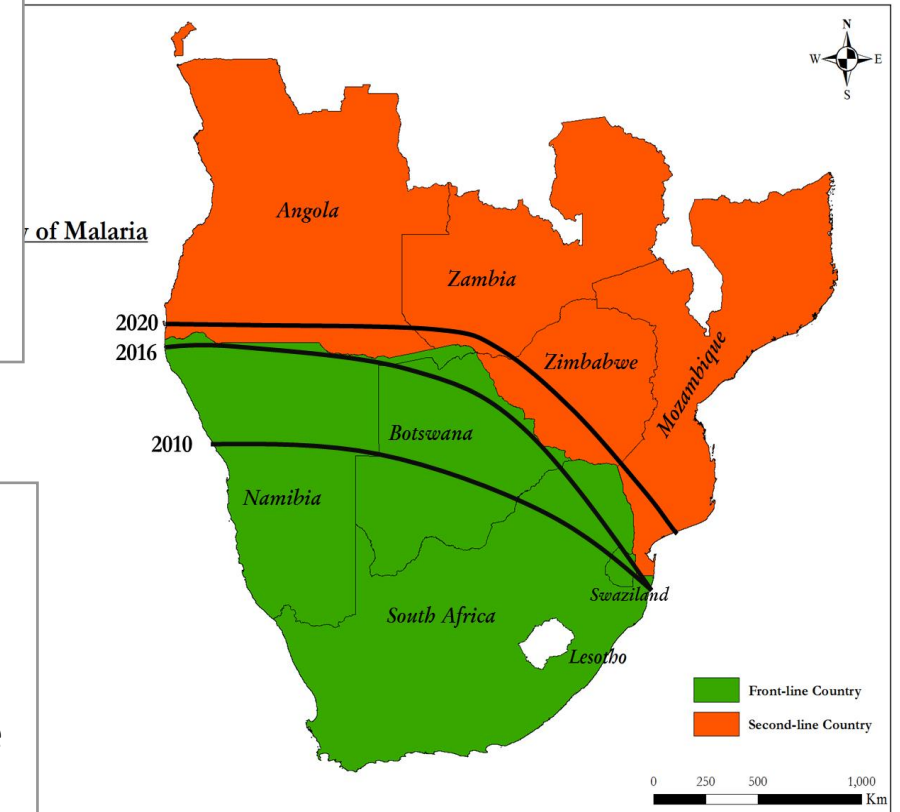 N
W E
S
of Malaria
Angola
Zambia
2020
2016
Zimbabwe
Mozambique
Botswana
2010
Namibia
Swaziland
South Africa
Lesotho
Front-line Country
Second-line Country
0 250 500 1,000
Km